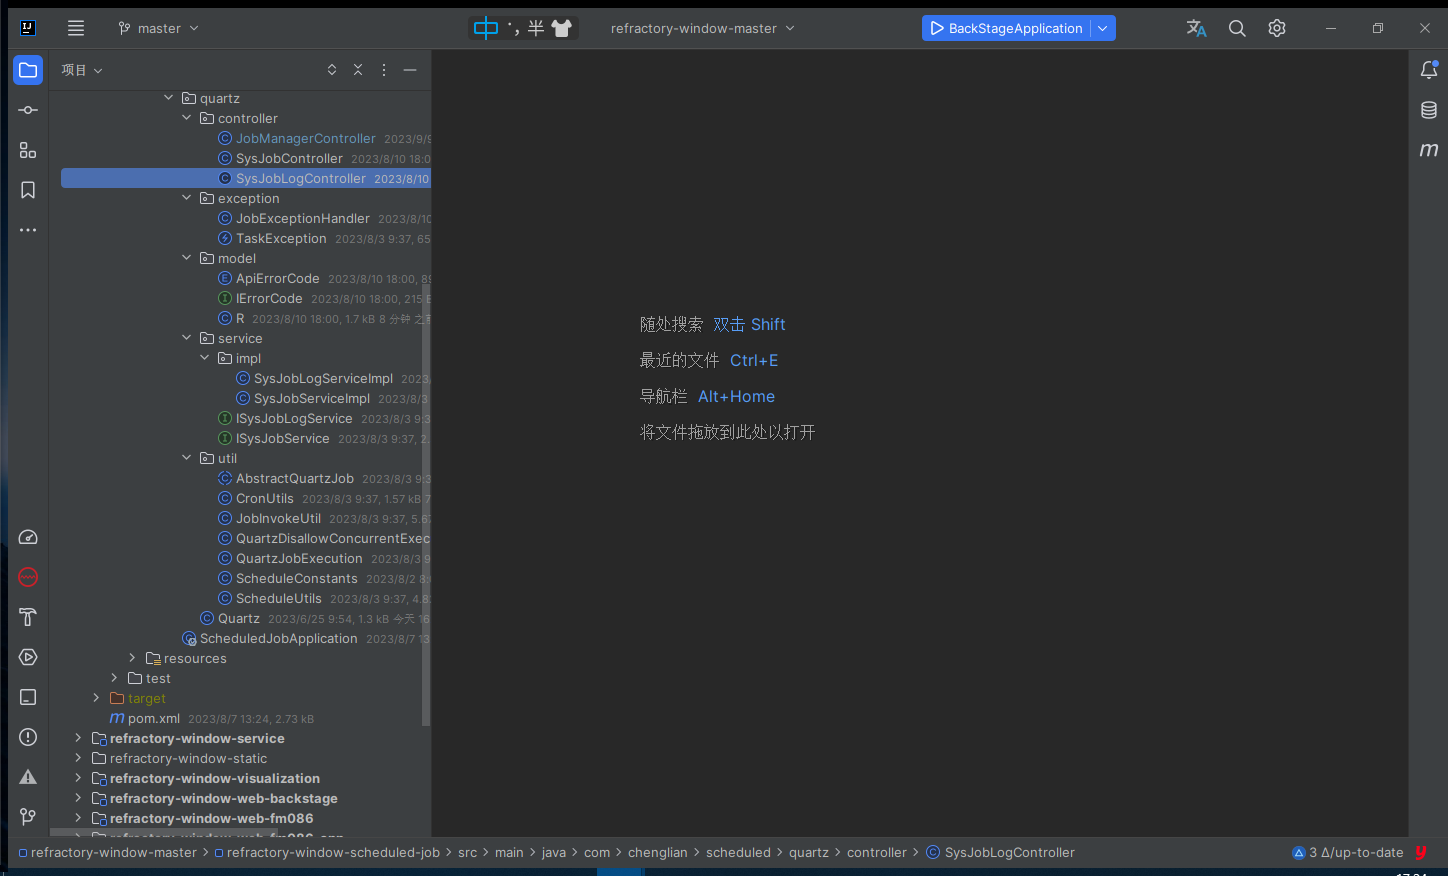 master
中 °, 半
refractory-window-master
BackStageApplication
项目
quartz
controller
JobManagerController 2023/9/9
SysJobController 2023/8/10 18:0
SysJobLogController 2023/8/10
exception
JobExceptionHandler 2023/8/10
TaskException 2023/8/3 9:37, 65
model
ApiErrorCode 2023/8/10 18:00, 89
IErrorCode 2023/8/10 18:00, 215 B
R 2023/8/10 18:00, 1.7 kB 8 分钟 之前
service
impl
SysJobLogServiceImpl 2023/
SysJobServiceImpl 2023/8/3
ISysJobLogService 2023/8/3 9:3
ISysJobService 2023/8/3 9:37, 2.
util
AbstractQuartzJob 2023/8/3 9:3
CronUtils 2023/8/3 9:37, 1.57 kB 7
JobInvokeUtil 2023/8/3 9:37, 5.67
QuartzDisallowConcurrentExec
QuartzJobExecution 2023/8/3 9
ScheduleConstants 2023/8/2 8:
ScheduleUtils 2023/8/3 9:37, 4.8
Quartz 2023/6/25 9:54, 1.3 kB 今天 16
ScheduledJobApplication 2023/8/7 13
resources
test
target
pom.xml 2023/8/7 13:24, 2.73 kB
refractory-window-service
refractory-window-static
refractory-window-visualization
refractory-window-web-backstage
refractory-window-web-fm086
随处搜索 双击 Shift
最近的文件 Ctrl+E
导航栏 Alt+Home
将文件拖放到此处以打开
refractory-window-master > refractory-window-scheduled-job > src > main > java > com > chenglian > scheduled > quartz > controller > SysJobLogController
3 Δ/up-to-date